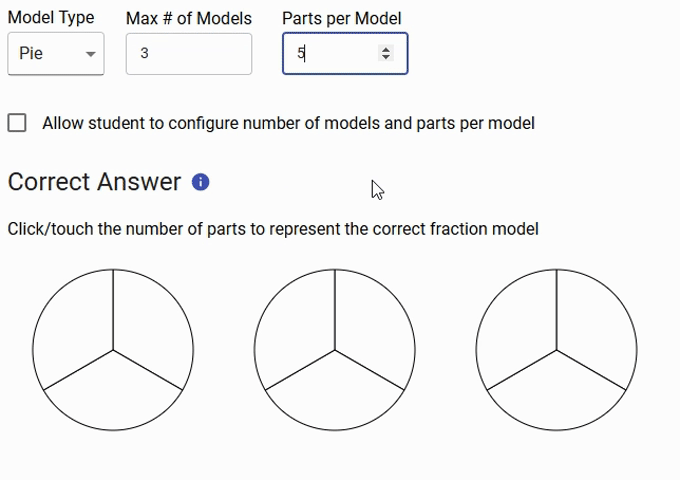 Model Type Max # of Models Parts per Model
Pie 3 5
Allow student to configure number of models and parts per model
Correct Answer i
Click/touch the number of parts to represent the correct fraction model